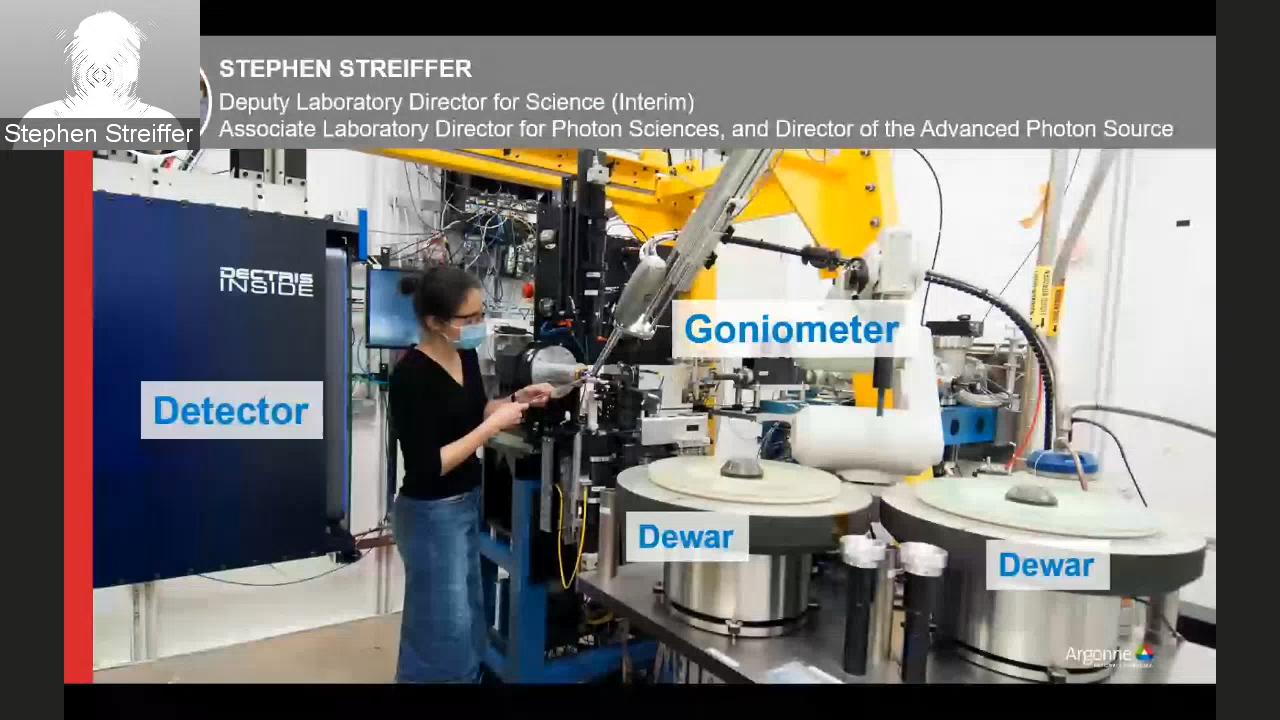 STEPHEN STREIFFER
Deputy Laboratory Director for Science (Interim)
Associate Laboratory Director for Photon Sciences, and Director of the Advanced Photon Source
Stephen Streiffer
DECTRIS
INSIDE
Goniometer
Detector
Dewar
Dewar
Argonne